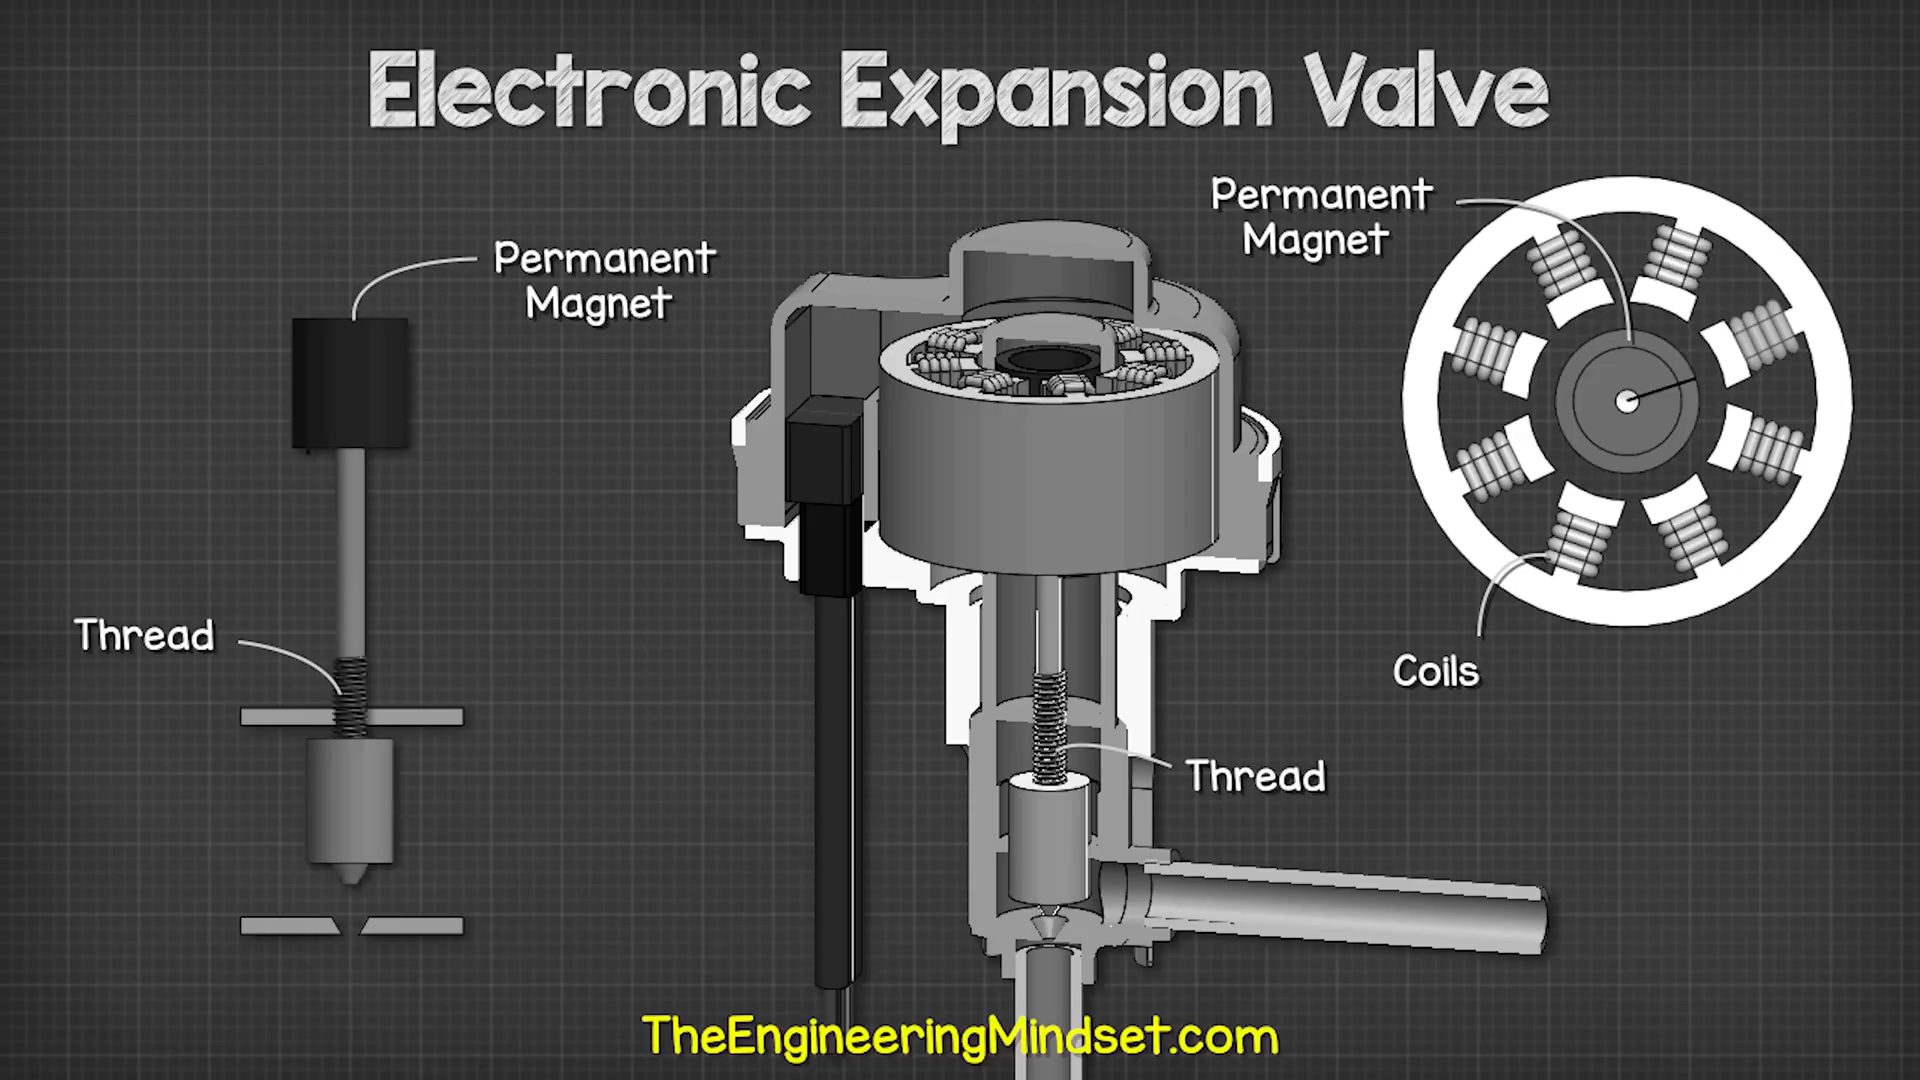 Electronic Expansion Valve
Permanent
Magnet
Permanent
Magnet
Thread
Coils
Thread
TheEngineeringMindset.com